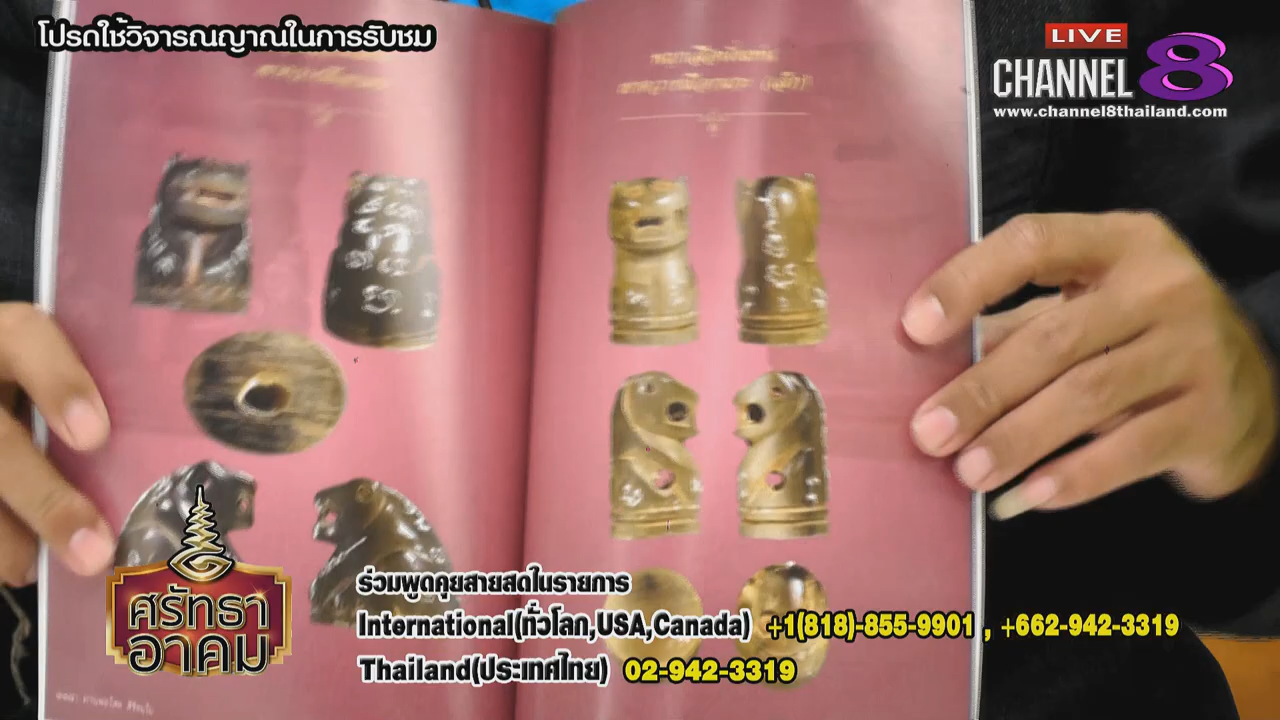 โปรดใช้วิจารณญาณในการรับชม
LIVE
CHANNEL 8
www.channel8thailand.com
ศรัทธา
อาคม
ร่วมพูดคุยสายสดในรายการ
International(ทั่วโลก,USA,Canada) +1(818)-855-9901 , +662-942-3319
Thailand(ประเทศไทย) 02-942-3319